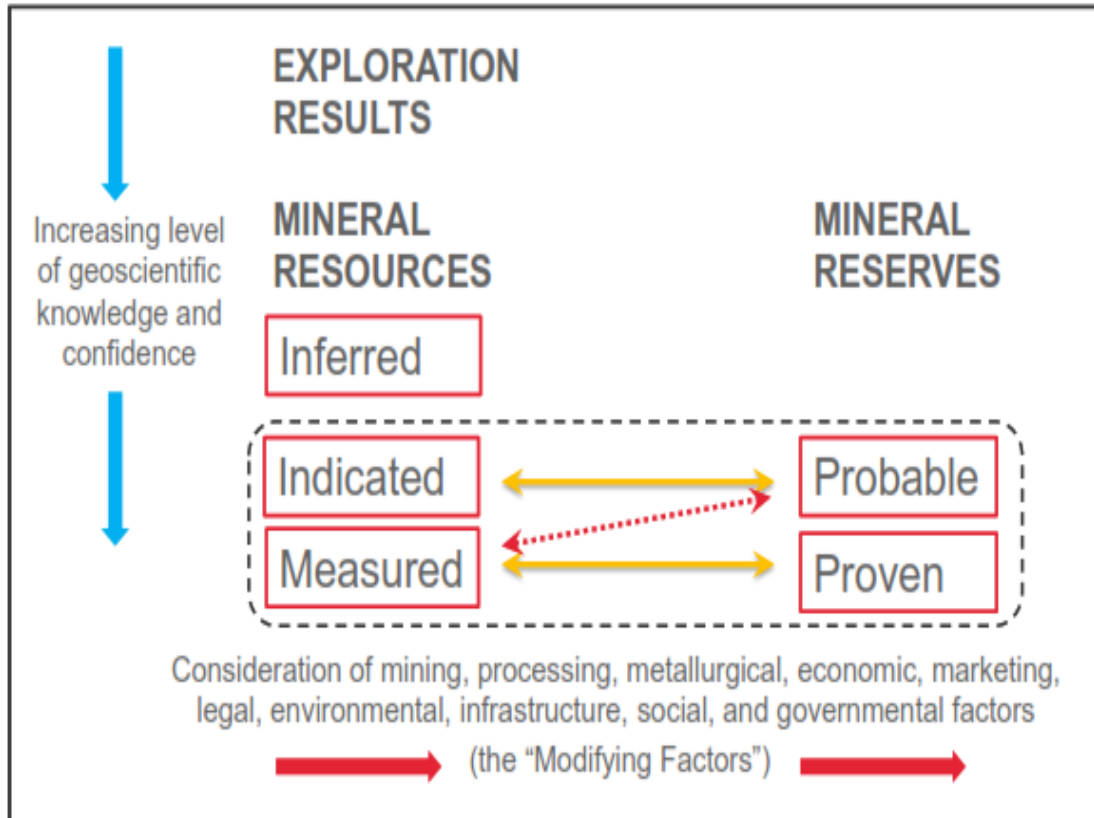 EXPLORATION
RESULTS
Increasing level
of geoscientific
knowledge and
confidence
MINERAL
RESOURCES
MINERAL
RESERVES
Inferred
Indicated
Probable
Measured
Proven
Consideration of mining, processing, metallurgical, economic, marketing,
legal, environmental, infrastructure, social, and governmental factors
(the “Modifying Factors”)